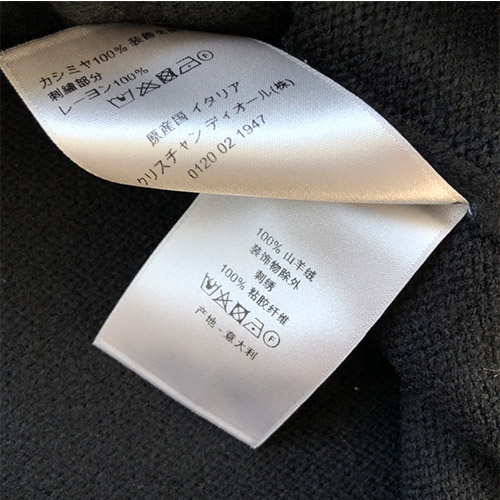 カシミヤ100% 装飾
刺繍部分
レーヨン100%
原産国 イタリア
クリスチャン ディオール(株)
0120 02 1947
100% 山羊绒
装饰物除外
刺绣
100% 粘胶纤维
F
产地：意大利